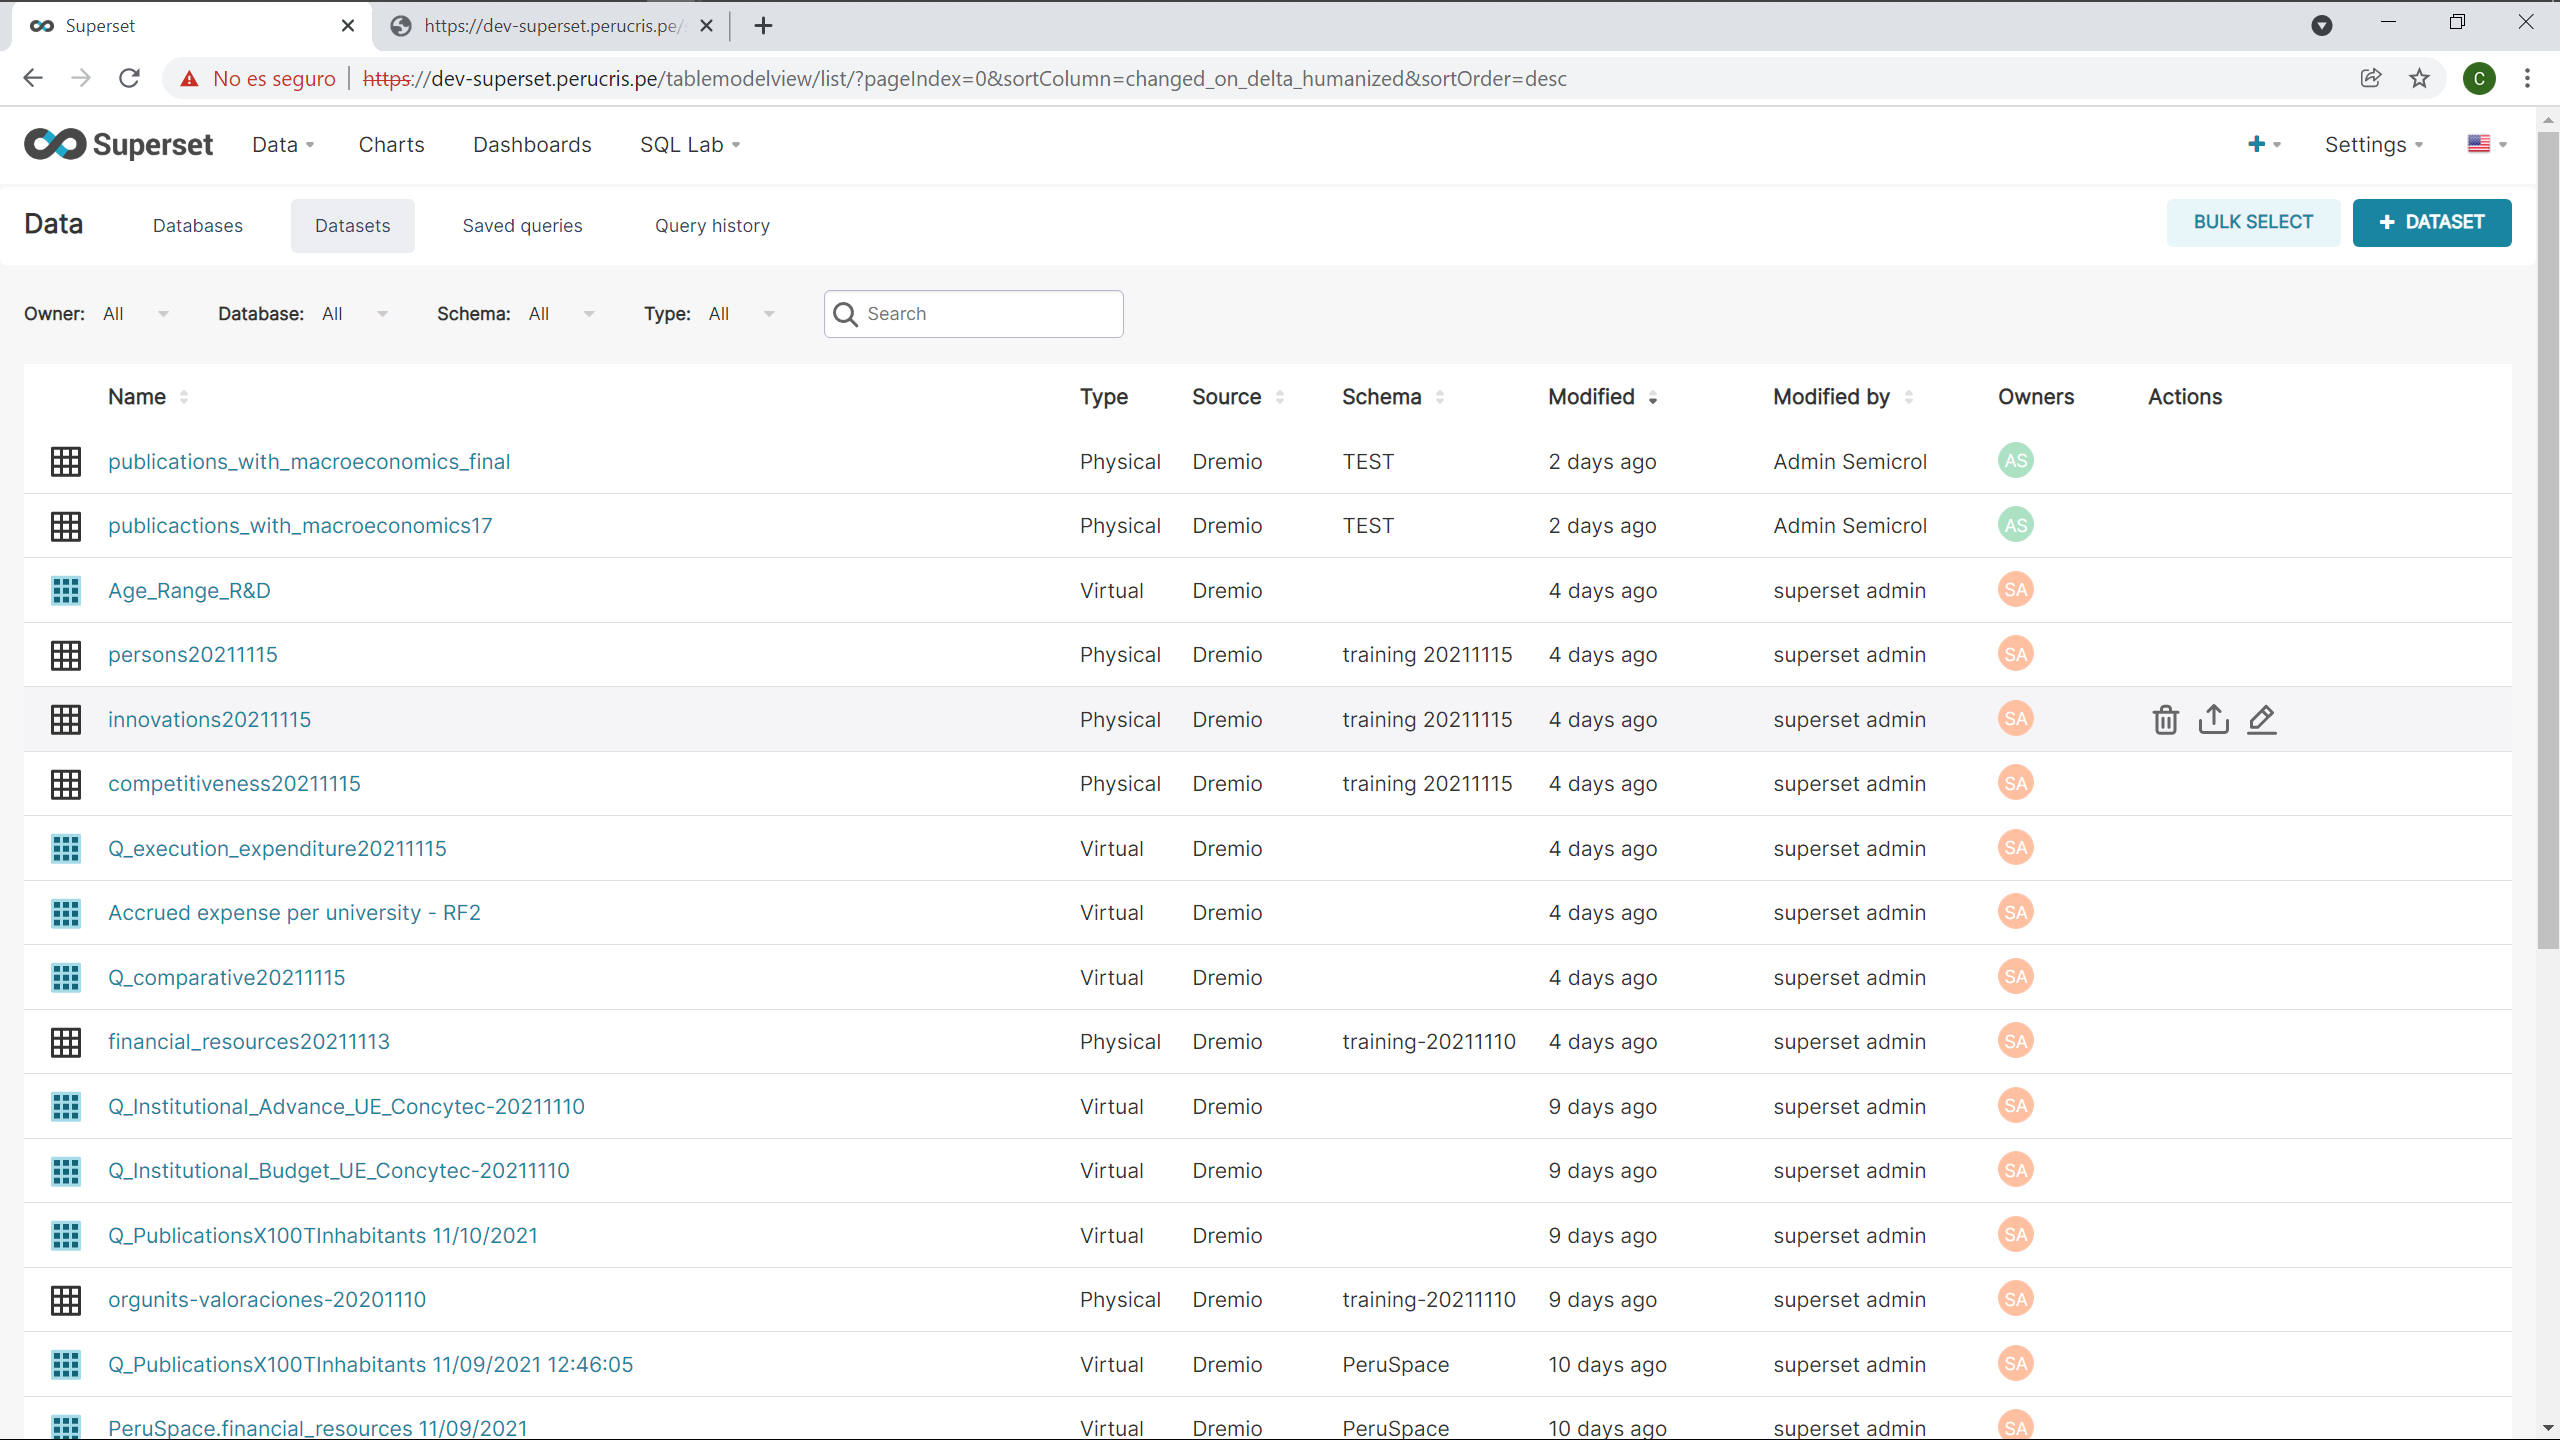 Superset
https://dev-superset.perucris.pe/
No es seguro | https://dev-superset.perucris.pe/tablemodelview/list/?pageIndex=0&sortColumn=changed_on_delta_humanized&sortOrder=desc C
Superset Data Charts Dashboards SQL Lab + Settings
Data Databases Datasets Saved queries Query history BULK SELECT + DATASET
Owner: All Database: All Schema: All Type: All Search
Name Type Source Schema Modified Modified by Owners Actions
publications_with_macroeconomics_final Physical Dremio TEST 2 days ago Admin Semicrol AS
publicactions_with_macroeconomics17 Physical Dremio TEST 2 days ago Admin Semicrol AS
Age_Range_R&D Virtual Dremio 4 days ago superset admin SA
persons20211115 Physical Dremio training 20211115 4 days ago superset admin SA
innovations20211115 Physical Dremio training 20211115 4 days ago superset admin SA
competitiveness20211115 Physical Dremio training 20211115 4 days ago superset admin SA
Q_execution_expenditure20211115 Virtual Dremio 4 days ago superset admin SA
Accrued expense per university - RF2 Virtual Dremio 4 days ago superset admin SA
Q_comparative20211115 Virtual Dremio 4 days ago superset admin SA
financial_resources20211113 Physical Dremio training-20211110 4 days ago superset admin SA
Q_Institutional_Advance_UE_Concytec-20211110 Virtual Dremio 9 days ago superset admin SA
Q_Institutional_Budget_UE_Concytec-20211110 Virtual Dremio 9 days ago superset admin SA
Q_PublicationsX100TInhabitants 11/10/2021 Virtual Dremio 9 days ago superset admin SA
orgunits-valoraciones-20201110 Physical Dremio training-20211110 9 days ago superset admin SA
Q_PublicationsX100TInhabitants 11/09/2021 12:46:05 Virtual Dremio PeruSpace 10 days ago superset admin SA
PeruSpace.financial_resources 11/09/2021 Virtual Dremio PeruSpace 10 days ago superset admin SA